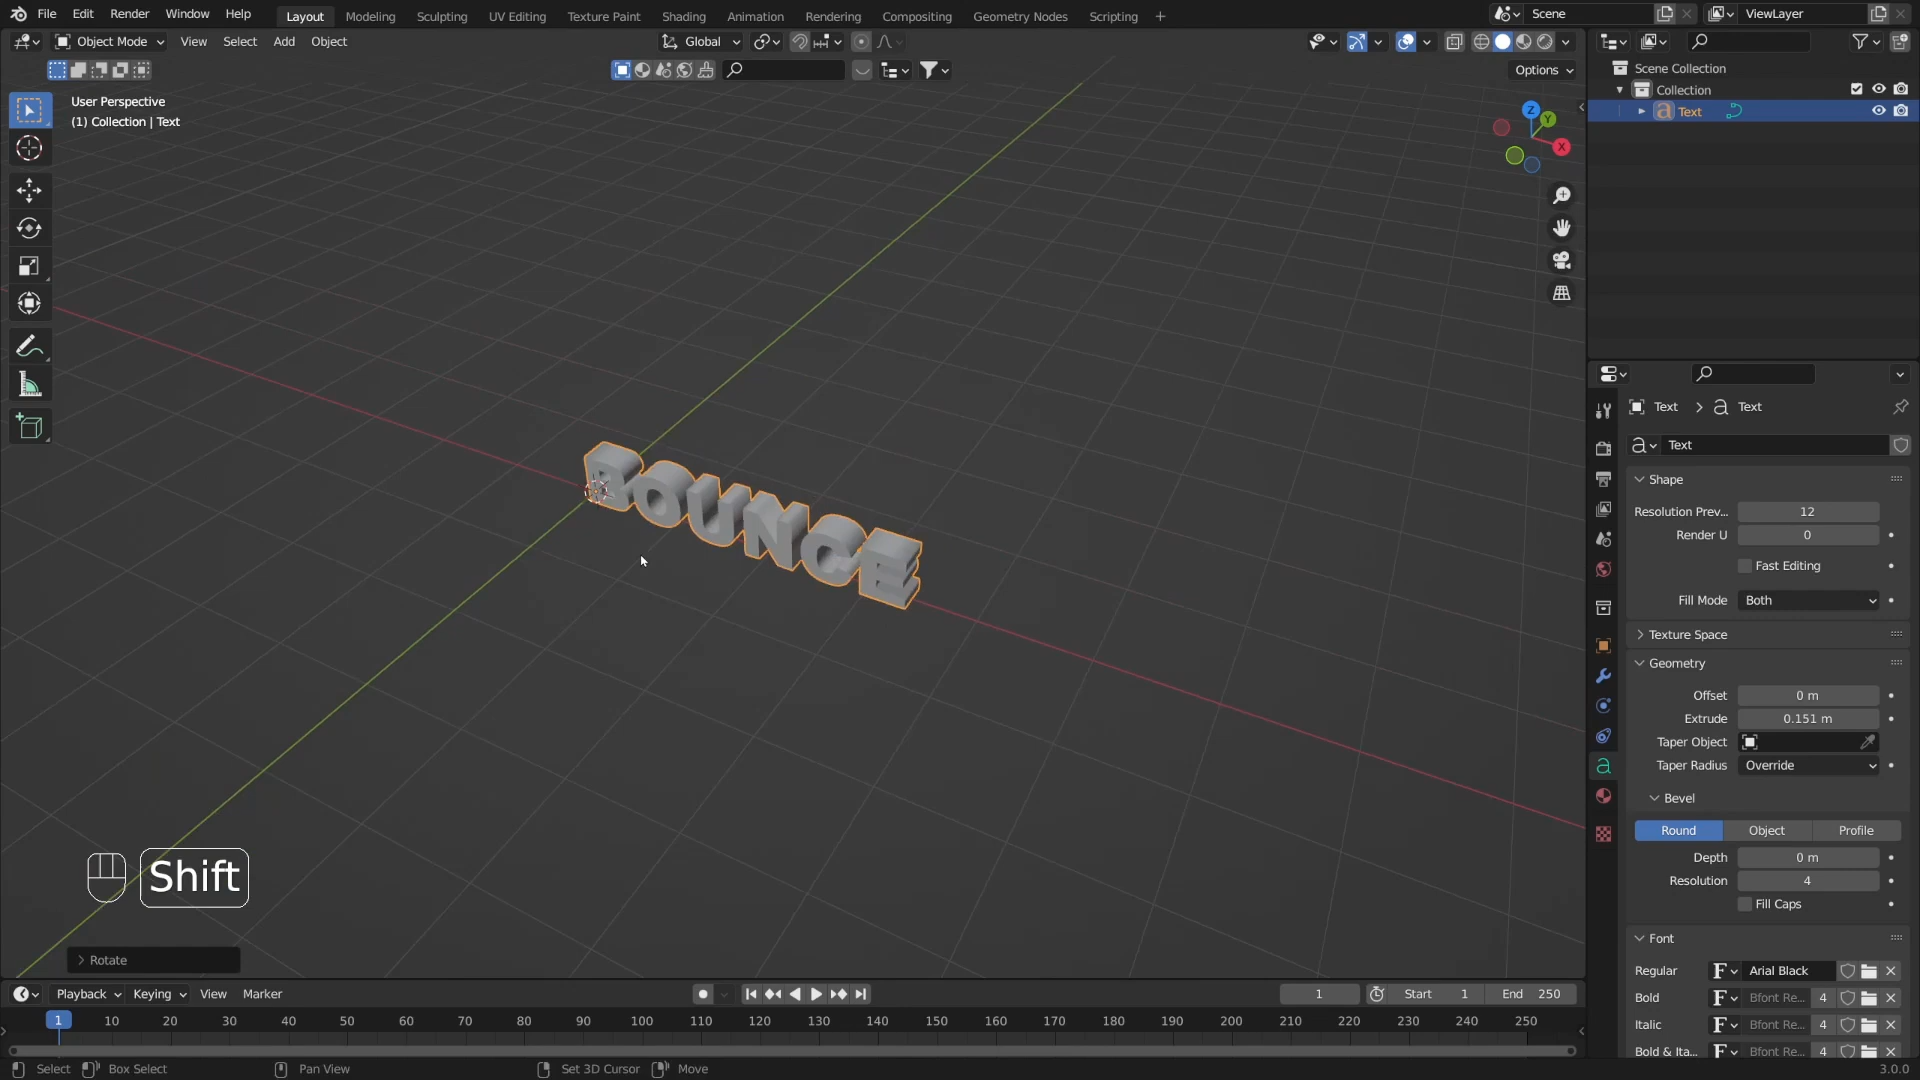 File Edit Render Window Help Layout Modeling Sculpting UV Editing Texture Paint Shading Animation Rendering Compositing Geometry Nodes Scripting + Scene ViewLayer
Object Mode View Select Add Object Global
Options
User Perspective
(1) Collection | Text
Z
Y
X
BOUNCE
Shift
Rotate
Scene Collection
Collection
Text
Text > Text
Text
Shape
Resolution Prev... 12
Render U 0
Fast Editing
Fill Mode Both
Texture Space
Geometry
Offset 0 m
Extrude 0.151 m
Taper Object
Taper Radius Override
Bevel
Round Object Profile
Depth 0 m
Resolution 4
Fill Caps
Font
Regular F Arial Black
Bold F Bfont Re... 4
Italic F Bfont Re... 4
Bold & Ita... F Bfont Re... 4
Playback Keying View Marker 1 Start 1 End 250
1 10 20 30 40 50 60 70 80 90 100 110 120 130 140 150 160 170 180 190 200 210 220 230 240 250
Select Box Select Pan View Set 3D Cursor Move 3.0.0